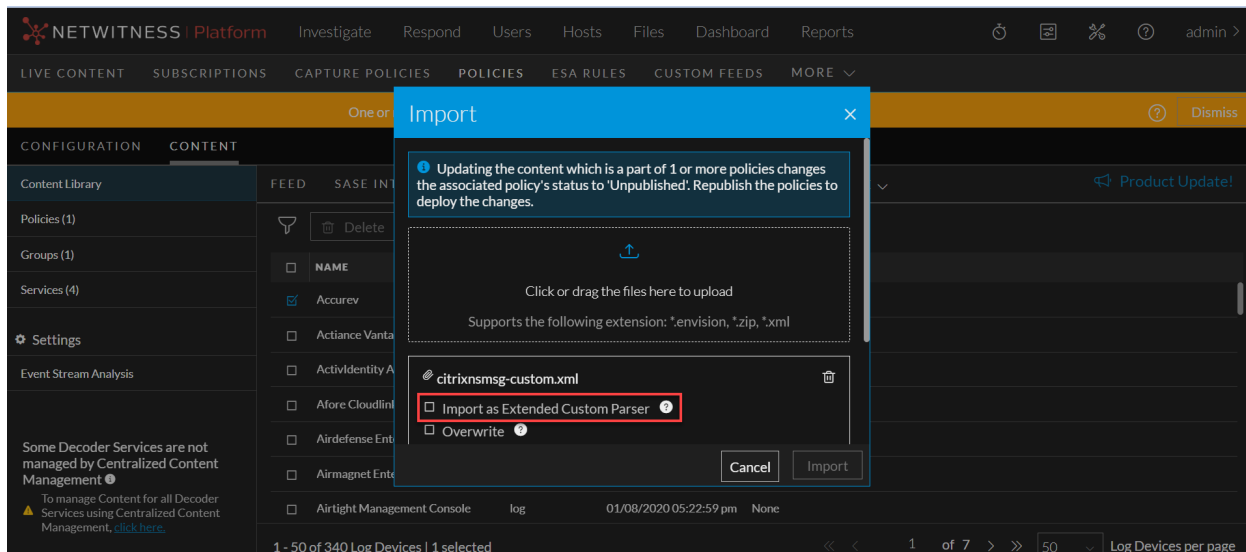 NETWITNESS | Platform Investigate Respond Users Hosts Files Dashboard Reports admin >
LIVE CONTENT SUBSCRIPTIONS CAPTURE POLICIES POLICIES ESA RULES CUSTOM FEEDS MORE
One or
Dismiss
Import
CONFIGURATION CONTENT
Content Library
Policies (1)
Groups (1)
Services (4)
Settings
Event Stream Analysis
Some Decoder Services are not
managed by Centralized Content
Management
To manage Content for all Decoder
Services using Centralized Content
Management, click here.
FEED SASE INT
Product Update!
Delete
NAME
Accurev
Actiance Vanta
ActivIdentity A
Afore Cloudlin
Airdefense Ent
Airmagnet Ente
Airtight Management Console log 01/08/2020 05:22:59 pm None
Updating the content which is a part of 1 or more policies changes
the associated policy's status to 'Unpublished'. Republish the policies to
deploy the changes.
Click or drag the files here to upload
Supports the following extension: *.envision, *.zip, *.xml
citrixnsmsg-custom.xml
Import as Extended Custom Parser ?
Overwrite ?
Cancel Import
1 - 50 of 340 Log Devices | 1 selected
<< < 1 of 7 > >> 50 Log Devices per page